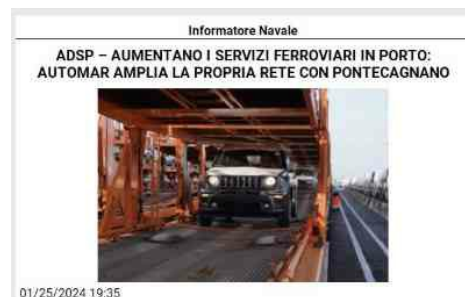 Informatore Navale
ADSP – AUMENTANO I SERVIZI FERROVIARI IN PORTO:
AUTOMAR AMPLIA LA PROPRIA RETE CON PONTECAGNANO
01/25/2024 19:35